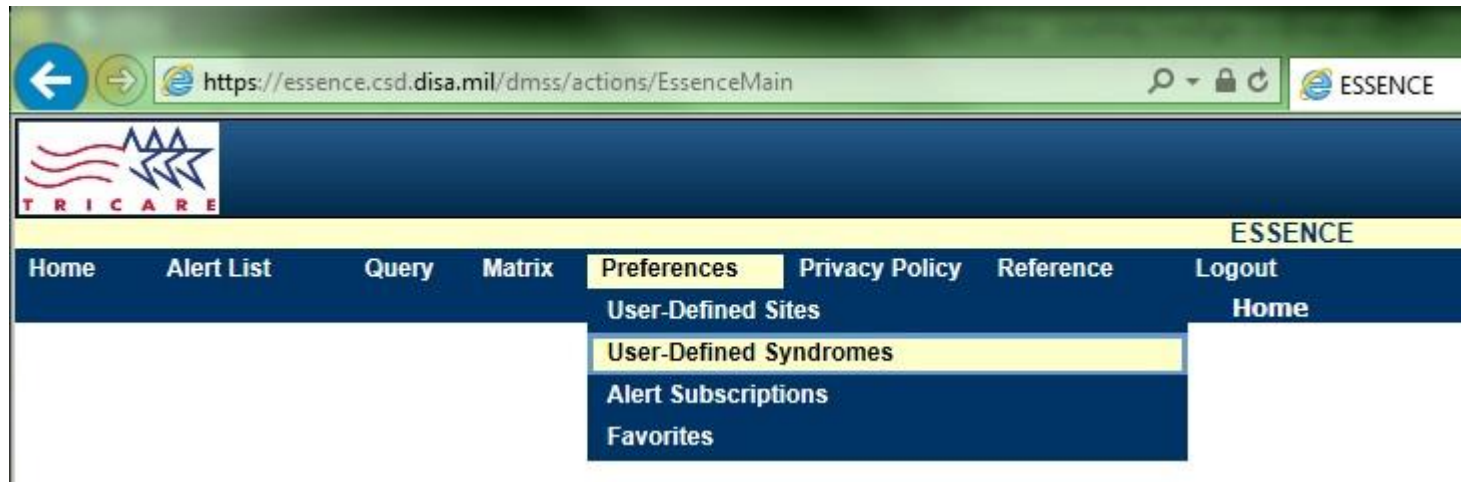 https://essence.csd.disa.mil/dmss/actions/EssenceMain
ESSENCE
TRICARE
ESSENCE
Home Alert List Query Matrix Preferences Privacy Policy Reference Logout
User-Defined Sites
Home
User-Defined Syndromes
Alert Subscriptions
Favorites